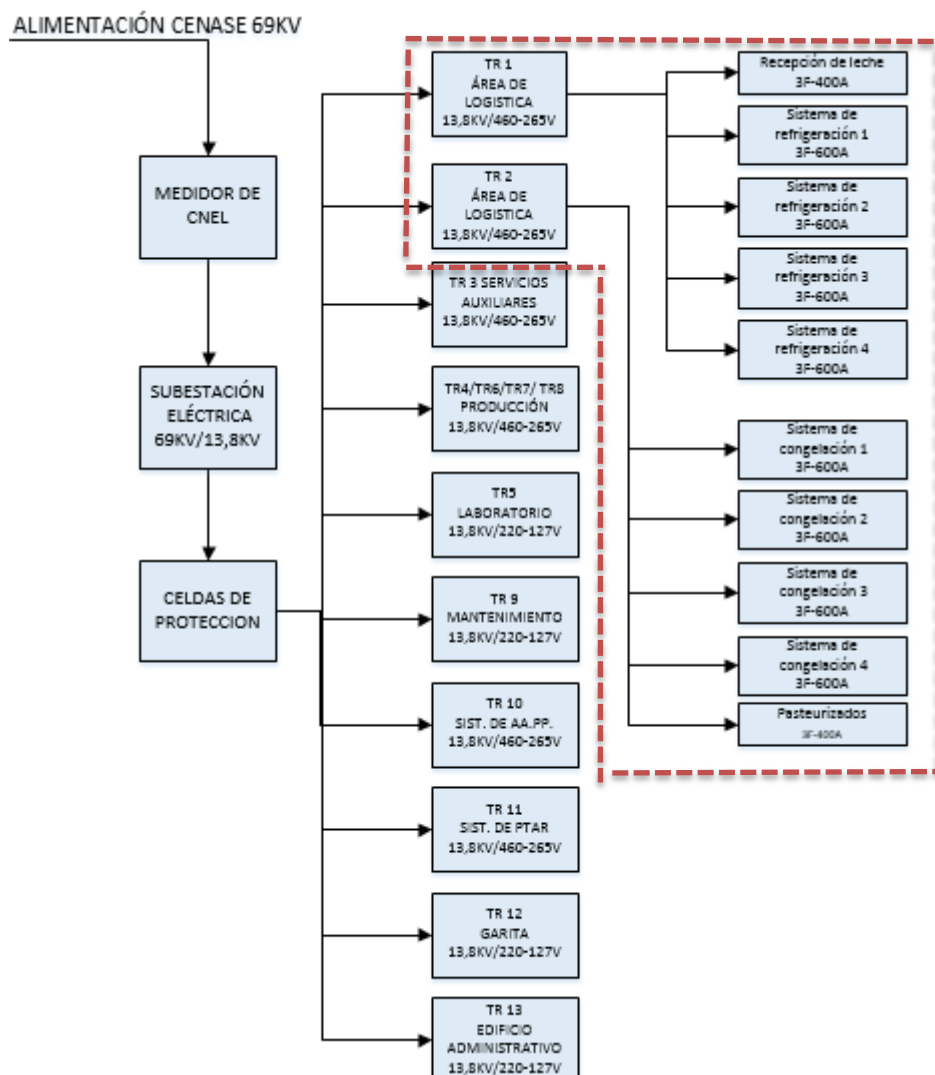 ALIMENTACIÓN CENASE 69KV
MEDIDOR DE
CNEL
SUBESTACIÓN
ELÉCTRICA
69KV/13,8KV
CELDAS DE
PROTECCION
TR 1
ÁREA DE
LOGISTICA
13,8KV/460-265V
TR 2
ÁREA DE
LOGISTICA
13,8KV/460-265V
TR 3 SERVICIOS
AUXILIARES
13,8KV/460-265V
TR4/TR6/TR7/ TR8
PRODUCCIÓN
13,8KV/460-265V
TR5
LABORATORIO
13,8KV/220-127V
TR 9
MANTENIMIENTO
13,8KV/220-127V
TR 10
SIST. DE AA.PP.
13,8KV/460-265V
TR 11
SIST. DE PTAR
13,8KV/460-265V
TR 12
GARITA
13,8KV/220-127V
TR 13
EDIFICIO
ADMINISTRATIVO
13,8KV/220-127V
Recepción de leche
3F-400A
Sistema de
refrigeración 1
3F-600A
Sistema de
refrigeración 2
3F-600A
Sistema de
refrigeración 3
3F-600A
Sistema de
refrigeración 4
3F-600A
Sistema de
congelación 1
3F-600A
Sistema de
congelación 2
3F-600A
Sistema de
congelación 3
3F-600A
Sistema de
congelación 4
3F-600A
Pasteurizados
3F-400A